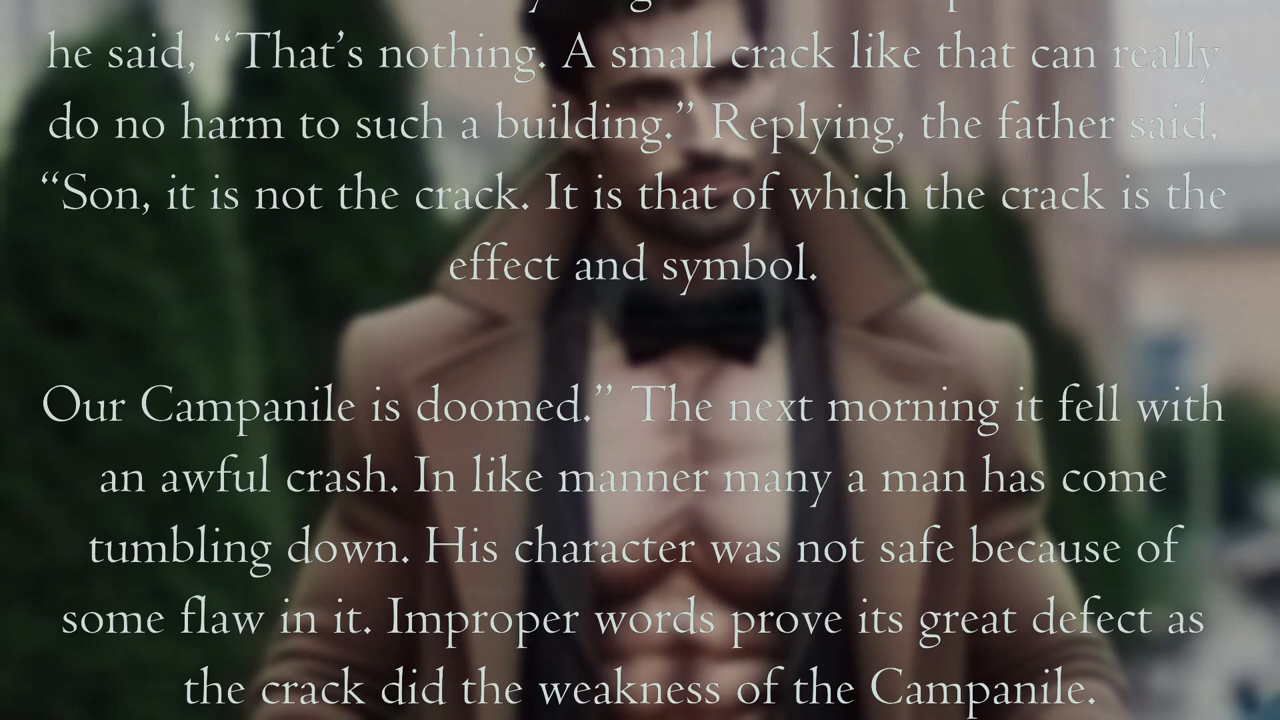 he said, “That’s nothing. A small crack like that can really
do no harm to such a building.” Replying, the father said,
“Son, it is not the crack. It is that of which the crack is the
effect and symbol.
Our Campanile is doomed.” The next morning it fell with
an awful crash. In like manner many a man has come
tumbling down. His character was not safe because of
some flaw in it. Improper words prove its great defect as
the crack did the weakness of the Campanile.